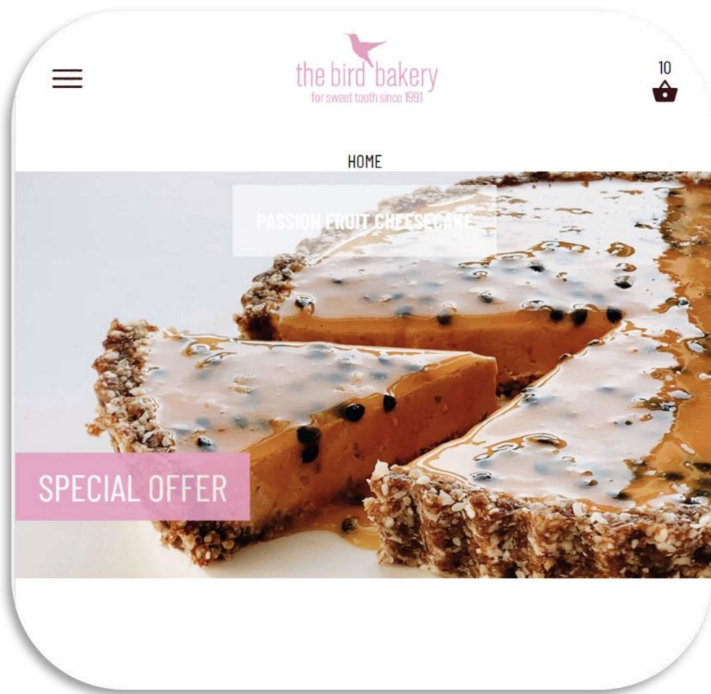 the bird bakery
for sweet tooth since 1991
10
HOME
PASSION FRUIT CHEESECAKE
SPECIAL OFFER